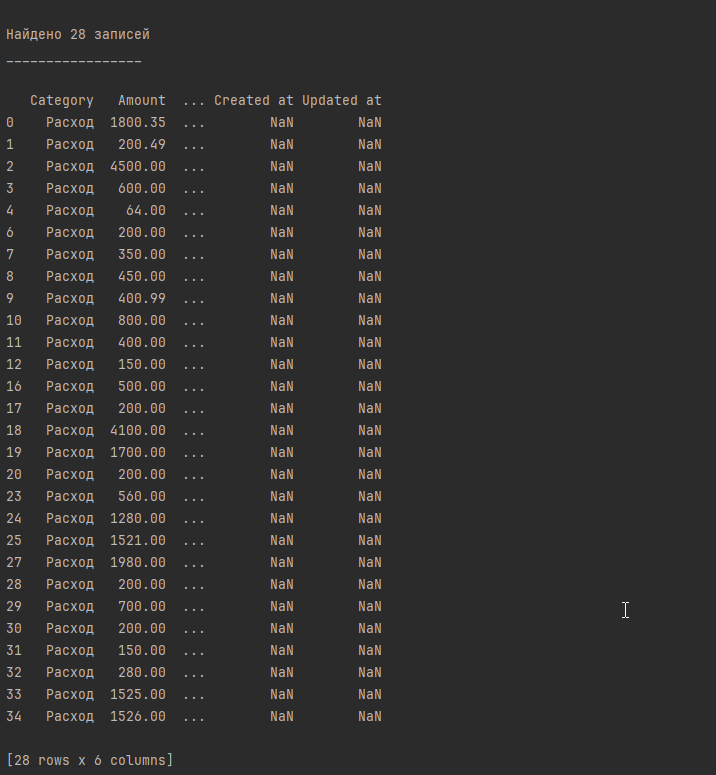 Найдено 28 записей
-----------------
Category Amount ... Created at Updated at
0 Расход 1800.35 ... NaN NaN
1 Расход 200.49 ... NaN NaN
2 Расход 4500.00 ... NaN NaN
3 Расход 600.00 ... NaN NaN
4 Расход 64.00 ... NaN NaN
6 Расход 200.00 ... NaN NaN
7 Расход 350.00 ... NaN NaN
8 Расход 450.00 ... NaN NaN
9 Расход 400.99 ... NaN NaN
10 Расход 800.00 ... NaN NaN
11 Расход 400.00 ... NaN NaN
12 Расход 150.00 ... NaN NaN
16 Расход 500.00 ... NaN NaN
17 Расход 200.00 ... NaN NaN
18 Расход 4100.00 ... NaN NaN
19 Расход 1700.00 ... NaN NaN
20 Расход 200.00 ... NaN NaN
23 Расход 560.00 ... NaN NaN
24 Расход 1280.00 ... NaN NaN
25 Расход 1521.00 ... NaN NaN
27 Расход 1980.00 ... NaN NaN
28 Расход 200.00 ... NaN NaN
29 Расход 700.00 ... NaN NaN
30 Расход 200.00 ... NaN NaN
31 Расход 150.00 ... NaN NaN
32 Расход 280.00 ... NaN NaN
33 Расход 1525.00 ... NaN NaN
34 Расход 1526.00 ... NaN NaN
[28 rows x 6 columns]